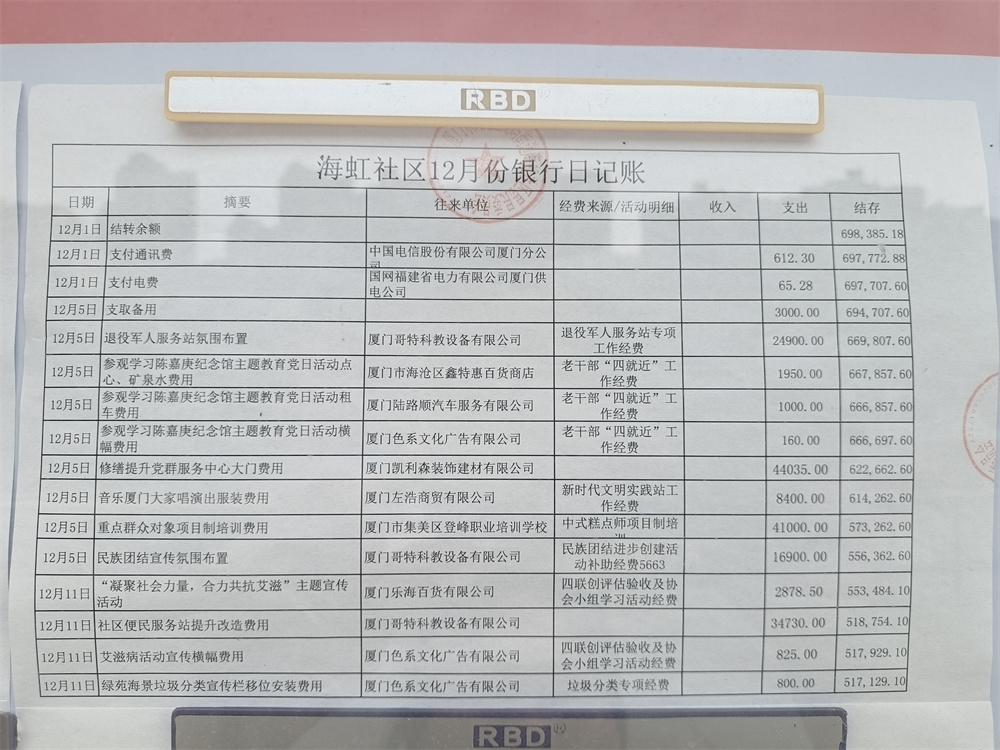 RBD
海虹社区12月份银行日记账
日期 摘要 往来单位 经费来源/活动明细 收入 支出 结存
12月1日 结转余额 698,385.18
12月1日 支付通讯费 中国电信股份有限公司厦门分公司 612.30 697,772.88
12月1日 支付电费 国网福建省电力有限公司厦门供
电公司 65.28 697,707.60
12月5日 支取备用 3000.00 694,707.60
12月5日 退役军人服务站氛围布置 厦门哥特科教设备有限公司 退役军人服务站专项
工作经费 24900.00 669,807.60
12月5日 参观学习陈嘉庚纪念馆主题教育党日活动点
心、矿泉水费用 厦门市海沧区鑫特惠百货商店 老干部“四就近”工
作经费 1950.00 667,857.60
12月5日 参观学习陈嘉庚纪念馆主题教育党日活动租
车费用 厦门陆路顺汽车服务有限公司 老干部“四就近”工
作经费 1000.00 666,857.60
12月5日 参观学习陈嘉庚纪念馆主题教育党日活动横
幅费用 厦门色系文化广告有限公司 老干部“四就近”工
作经费 160.00 666,697.60
12月5日 修缮提升党群服务中心大门费用 厦门凯利森装饰建材有限公司 44035.00 622,662.60
12月5日 音乐厦门大家唱演出服装费用 厦门左浩商贸有限公司 新时代文明实践站工
作经费 8400.00 614,262.60
12月5日 重点群众对象项目制培训费用 厦门市集美区登峰职业培训学校 中式糕点师项目制培 41000.00 573,262.60
12月5日 民族团结宣传氛围布置 厦门哥特科教设备有限公司 民族团结进步创建活
动补助经费5663 16900.00 556,362.60
12月11日 “凝聚社会力量，合力共抗艾滋”主题宣传
活动 厦门乐海百货有限公司 四联创评估验收及协
会小组学习活动经费 2878.50 553,484.10
12月11日 社区便民服务站提升改造费用 厦门哥特科教设备有限公司 34730.00 518,754.10
12月11日 艾滋病活动宣传横幅费用 厦门色系文化广告有限公司 四联创评估验收及协
会小组学习活动经费 825.00 517,929.10
12月11日 绿苑海景垃圾分类宣传栏移位安装费用 厦门色系文化广告有限公司 垃圾分类专项经费 800.00 517,129.10
RBD